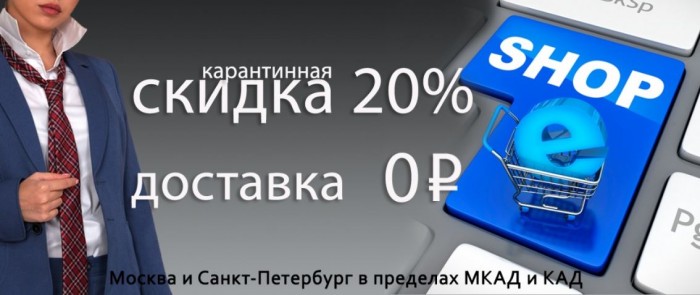 карантинная
скидка 20%
доставка 0 ₽
Москва и Санкт-Петербург в пределах МКАД и КАД
SHOP
e